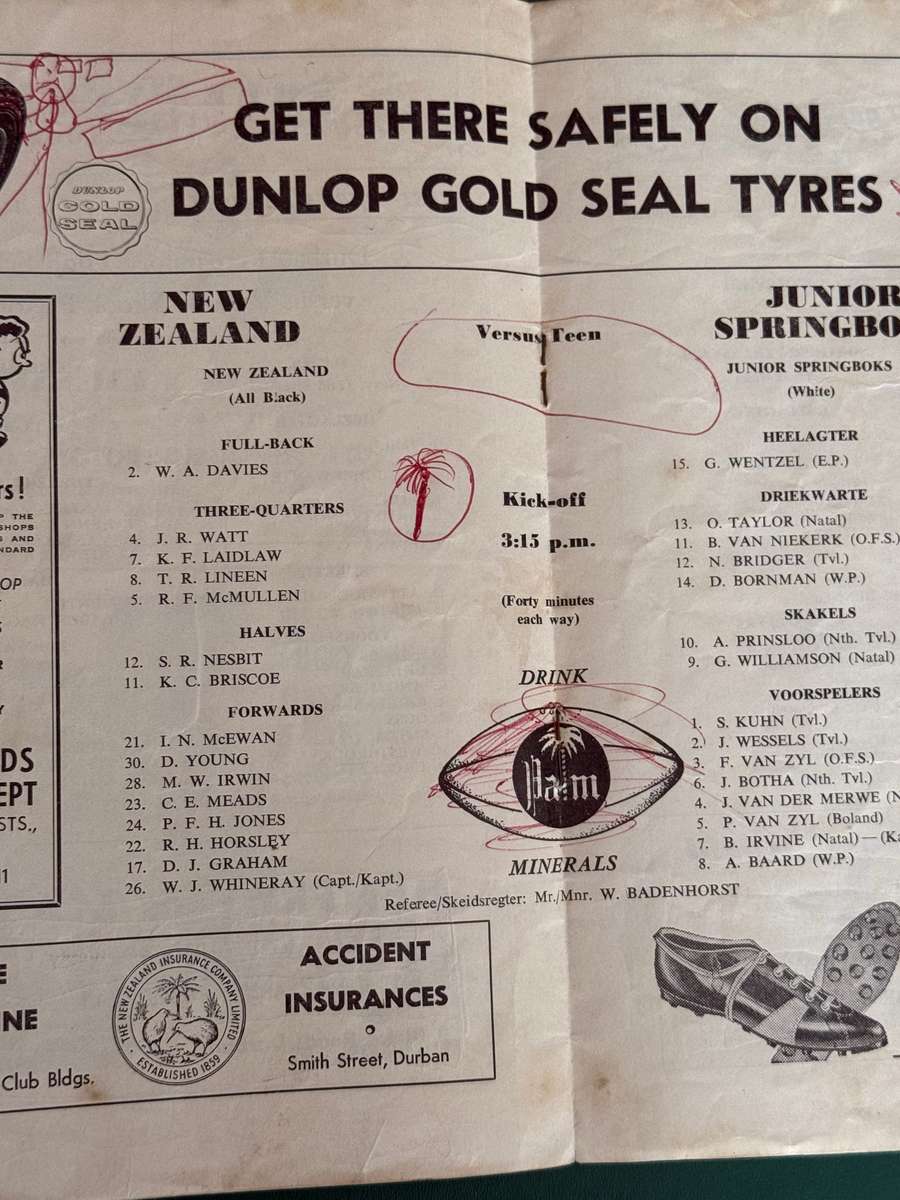 GET THERE SAFELY ON
DUNLOP GOLD SEAL TYRES
DUNLOP
GOLD
SEAL
NEW
ZEALAND
NEW ZEALAND
(All Black)
FULL-BACK
2. W. A. DAVIES
THREE-QUARTERS
4. J. R. WATT
7. K. F. LAIDLAW
8. T. R. LINEEN
5. R. F. McMULLEN
HALVES
12. S. R. NESBIT
11. K. C. BRISCOE
FORWARDS
21. I. N. McEWAN
30. D. YOUNG
28. M. W. IRWIN
23. C. E. MEADS
24. P. F. H. JONES
22. R. H. HORSLEY
17. D. J. GRAHAM
26. W. J. WHINERAY (Capt./Kapt.)
Versus Teen
Kick-off
3:15 p.m.
(Forty minutes
each way)
DRINK
Palm
MINERALS
Referee/Skeidsregter: Mr./Mnr. W. BADENHORST
JUNIOR
SPRINGBO
JUNIOR SPRINGBOKS
(White)
HEELAGTER
15. G. WENTZEL (E.P.)
DRIEKWARTE
13. O. TAYLOR (Natal)
11. B. VAN NIEKERK (O.F.S.)
12. N. BRIDGER (Tvl.)
14. D. BORNMAN (W.P.)
SKAKELS
10. A. PRINSLOO (Nth. Tvl.)
9. G. WILLIAMSON (Natal)
VOORSPELERS
1. S. KUHN (Tvl.)
2. J. WESSELS (Tvl.)
3. F. VAN ZYL (O.F.S.)
6. J. BOTHA (Nth. Tvl.)
4. J. VAN DER MERWE (N
5. P. VAN ZYL (Boland)
7. B. IRVINE (Natal)—(Ka
8. A. BAARD (W.P.)
rs!
P THE
SHOPS
AND
NDARD
OP
DS
EPT
STS.,
NE
Club Bldgs.
THE NEW ZEALAND INSURANCE COMPANY LIMITED
ESTABLISHED 1859
ACCIDENT
INSURANCES
Smith Street, Durban